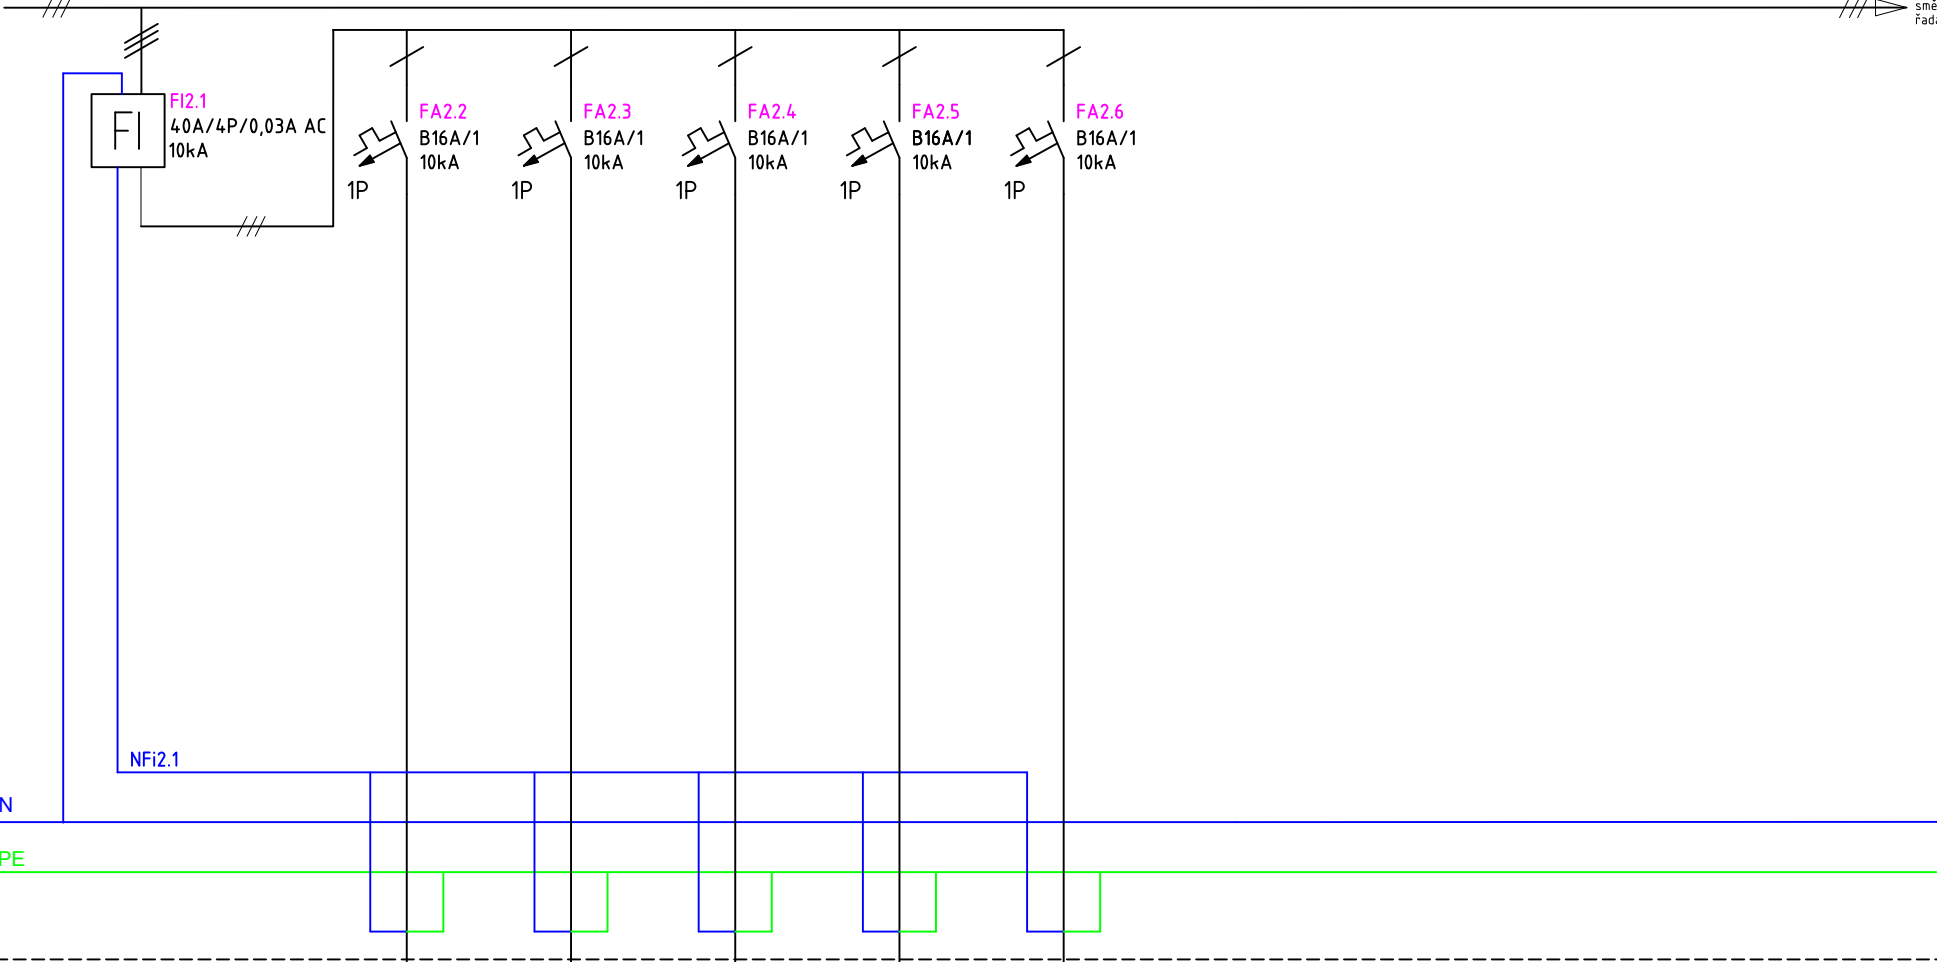 FI
FI2.1
40A/4P/0,03A AC
10kA
FA2.2
B16A/1
10kA
1P
FA2.3
B16A/1
10kA
1P
FA2.4
B16A/1
10kA
1P
FA2.5
B16A/1
10kA
1P
FA2.6
B16A/1
10kA
1P
NFi2.1
N
PE